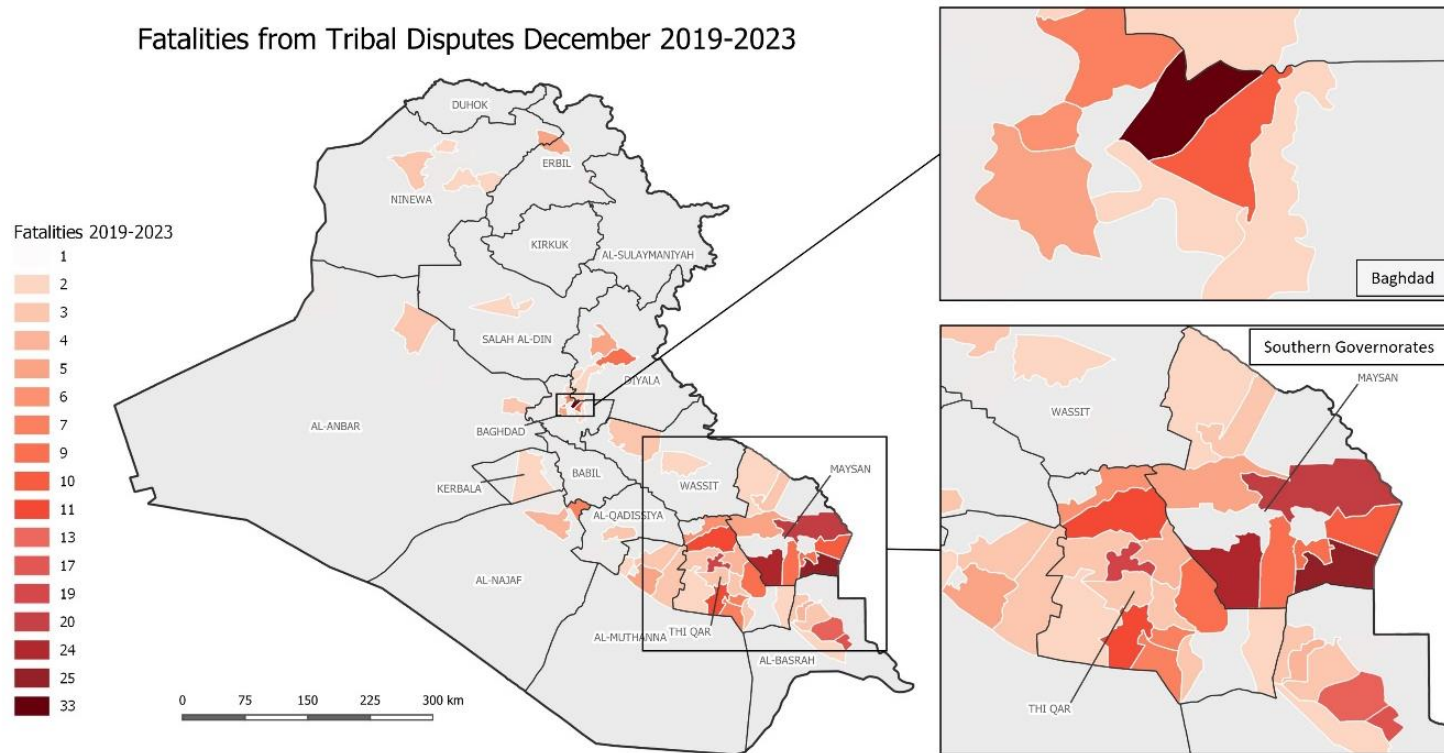 Fatalities from Tribal Disputes December 2019-2023
DUHOK
ERBIL
NINEWA
KIRKUK
AL-SULAYMANIYAH
SALAH AL-DIN
DIYALA
AL-ANBAR
BAGHDAD
KERBALA
BABIL
WASSIT
MAYSAN
AL-QADISSIYA
AL-NAJAF
AL-MUTHANNA
THI QAR
AL-BASRAH
Fatalities 2019-2023
1
2
3
4
5
6
7
9
10
11
13
17
19
20
24
25
33
0 75 150 225 300 km
Baghdad
Southern Governorates
MAYSAN
WASSIT
THI QAR